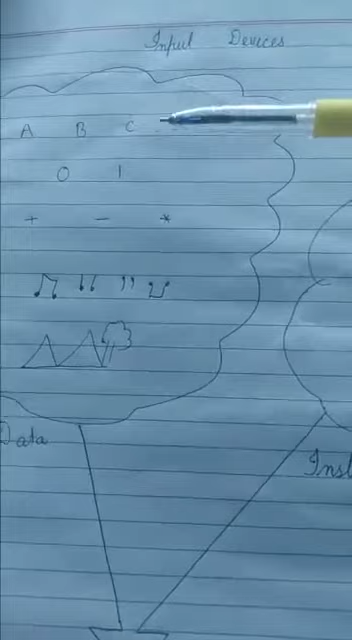 Input Devices
A B C
0 1
+ - *
Data
Inst